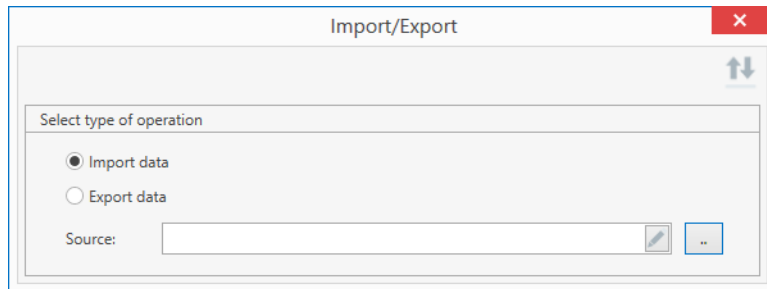 Import/Export
Select type of operation
Import data
Export data
Source:
..